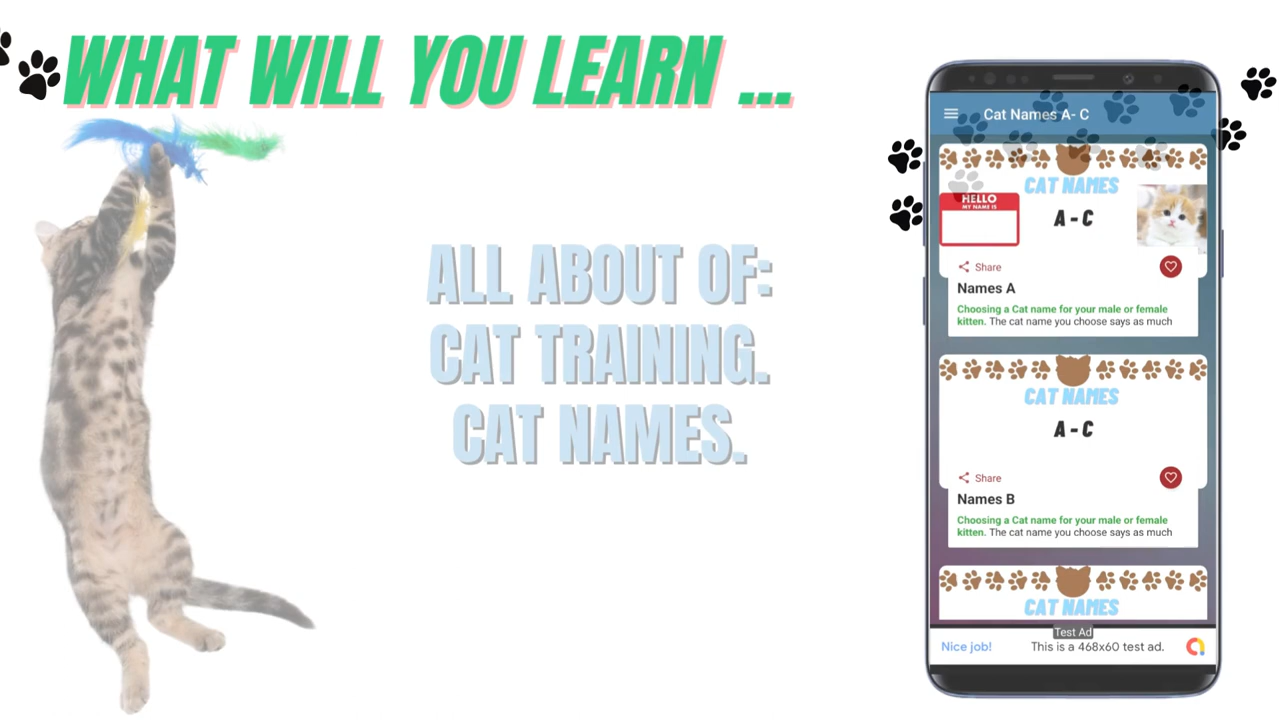 WHAT WILL YOU LEARN ...
ALL ABOUT OF:
CAT TRAINING.
CAT NAMES.
Cat Names A- C
CAT NAMES
HELLO
MY NAME IS
A - C
Share
Names A
Choosing a Cat name for your male or female
kitten. The cat name you choose says as much
CAT NAMES
A - C
Share
Names B
Choosing a Cat name for your male or female
kitten. The cat name you choose says as much
CAT NAMES
Test Ad
Nice job! This is a 468x60 test ad.